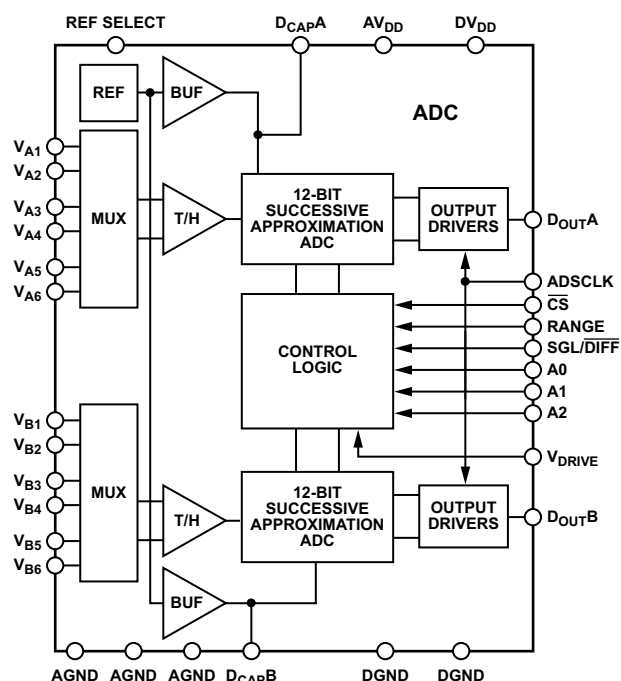 REF SELECT
DCAPA
AVDD
DVDD
REF
BUF
ADC
VA1
VA2
VA3
VA4
VA5
VA6
MUX
T/H
12-BIT
SUCCESSIVE
APPROXIMATION
ADC
OUTPUT
DRIVERS
DOUTA
ADSCLK
CS
RANGE
SGL/DIFF
A0
A1
A2
VDRIVE
CONTROL
LOGIC
VB1
VB2
VB3
VB4
VB5
VB6
MUX
T/H
12-BIT
SUCCESSIVE
APPROXIMATION
ADC
OUTPUT
DRIVERS
DOUTB
BUF
AGND
AGND
AGND
DCAPB
DGND
DGND